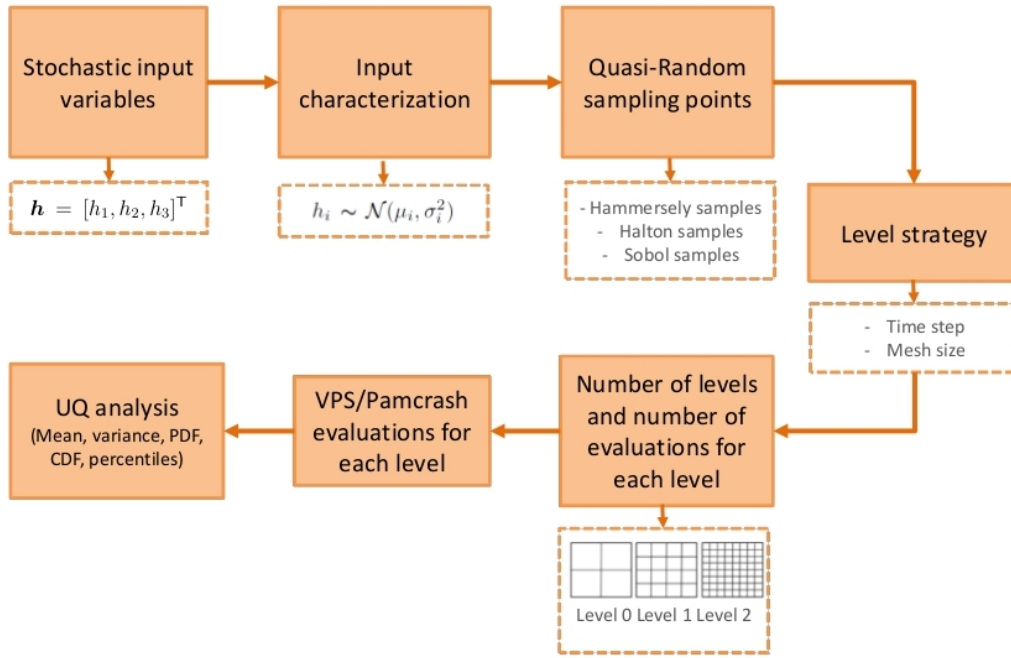 Stochastic input
variables
Input
characterization
Quasi-Random
sampling points
𝒉 = [h₁, h₂, h₃]ᵀ
hᵢ ∼ 𝒩(μᵢ, σᵢ²)
- Hammersely samples
- Halton samples
- Sobol samples
Level strategy
- Time step
- Mesh size
Number of levels
and number of
evaluations for
each level
VPS/Pamcrash
evaluations for
each level
UQ analysis
(Mean, variance, PDF,
CDF, percentiles)
Level 0 Level 1 Level 2